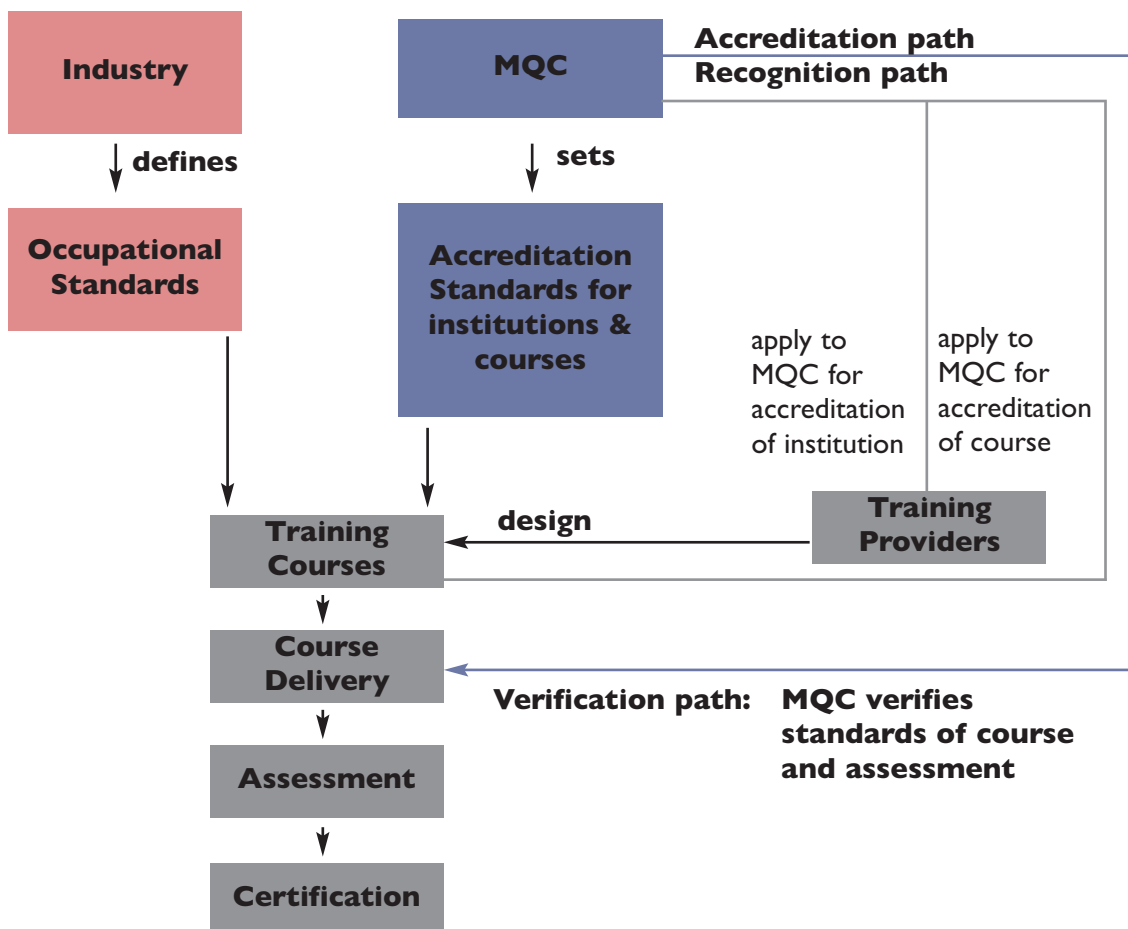 Industry
MQC
Accreditation path
Recognition path
defines
sets
Occupational
Standards
Accreditation
Standards for
institutions &
courses
apply to
MQC for
accreditation
of institution
apply to
MQC for
accreditation
of course
Training
Courses
design
Training
Providers
Course
Delivery
Verification path: MQC verifies
standards of course
and assessment
Assessment
Certification